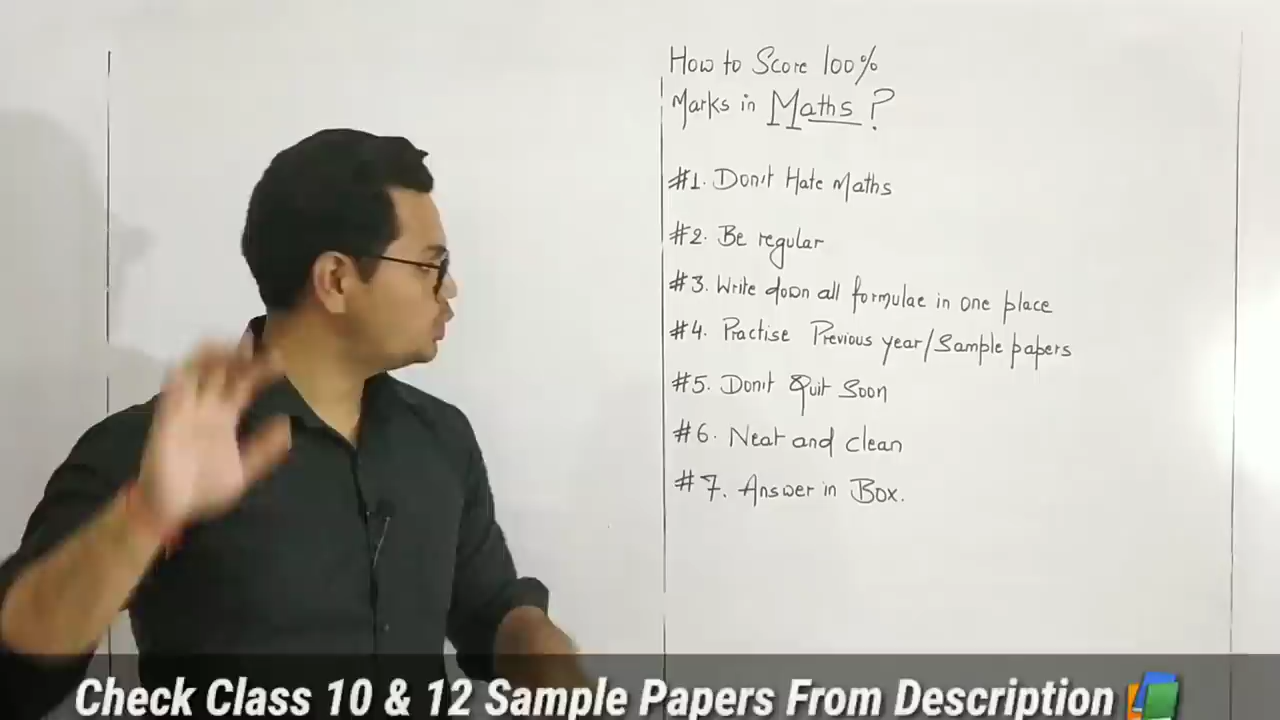 How to Score 100%
Marks in Maths ?
#1. Don't Hate Maths
#2. Be regular
#3. Write down all formulae in one place
#4. Practise Previous year/Sample papers
#5. Don't Quit Soon
#6. Neat and clean
#7. Answer in Box.
Check Class 10 & 12 Sample Papers From Description